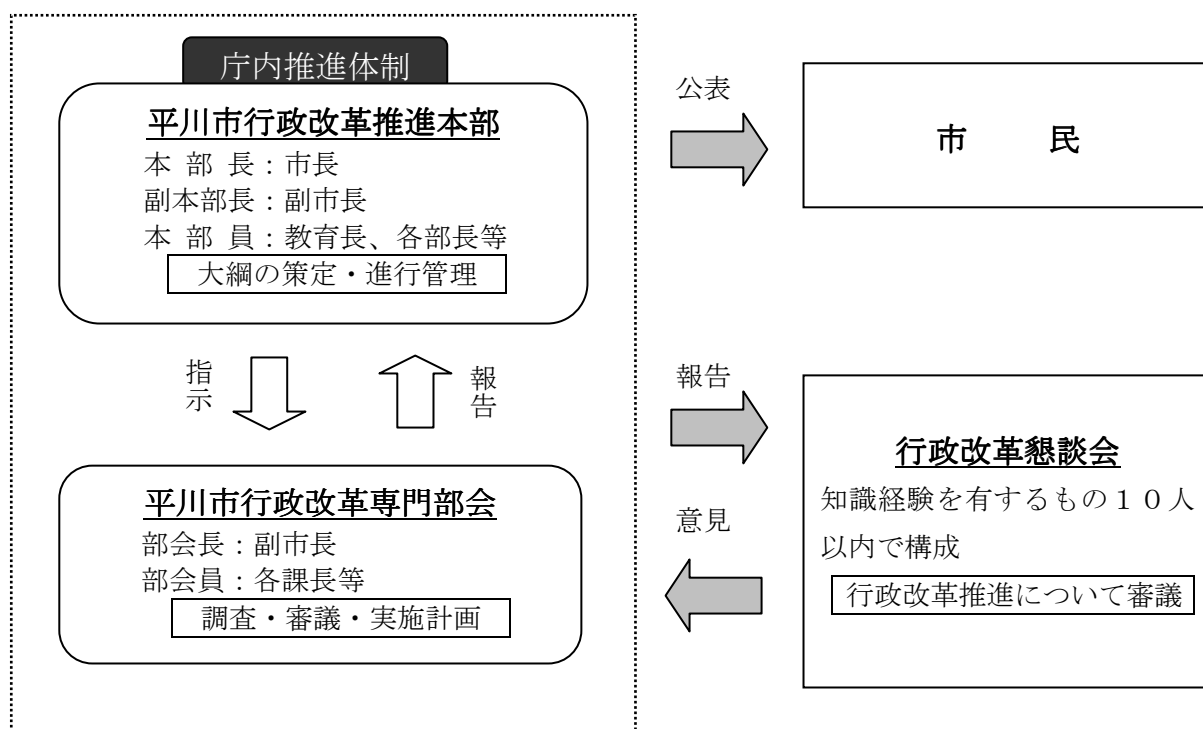 庁内推進体制
平川市行政改革推進本部
本 部 長：市長
副本部長：副市長
本 部 員：教育長、各部長等
大綱の策定・進行管理
指示
報告
平川市行政改革専門部会
部会長：副市長
部会員：各課長等
調査・審議・実施計画
公表
市　　民
報告
意見
行政改革懇談会
知識経験を有するもの１０人
以内で構成
行政改革推進について審議